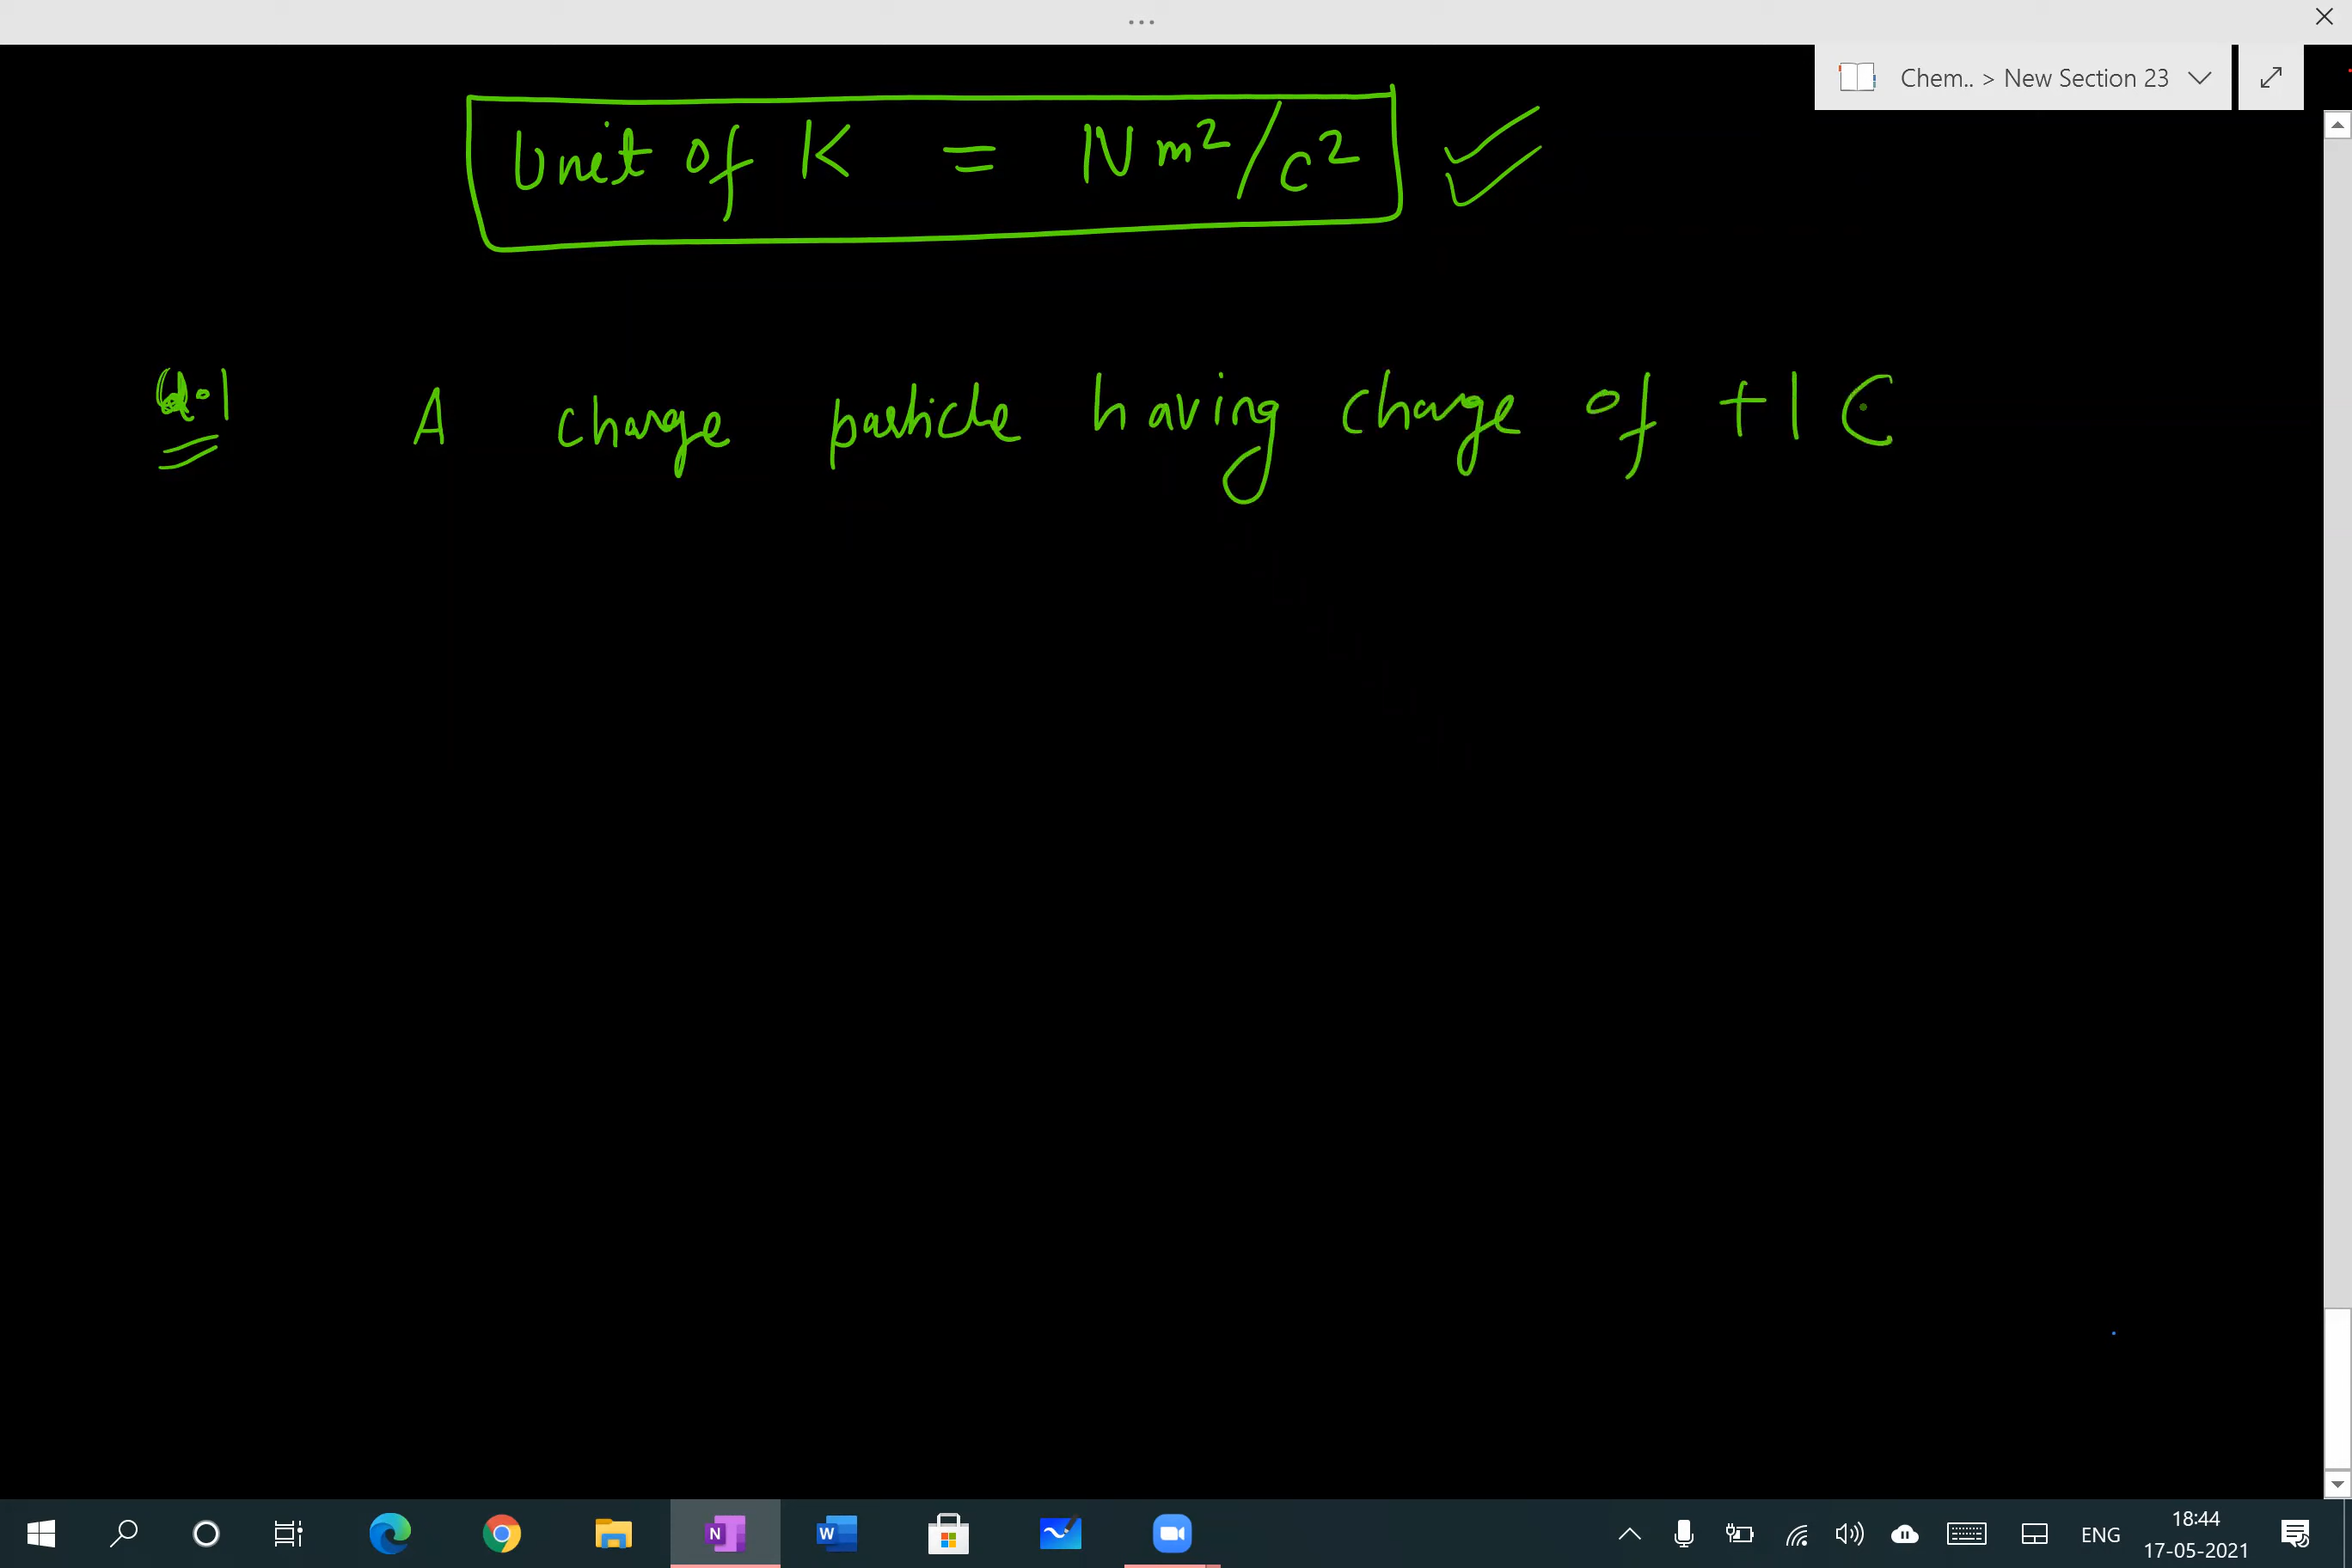 Chem.. > New Section 23
Unit of K = Nm²/c²
Q.1 A charge particle having charge of +1 C
ENG
18:44
17-05-2021